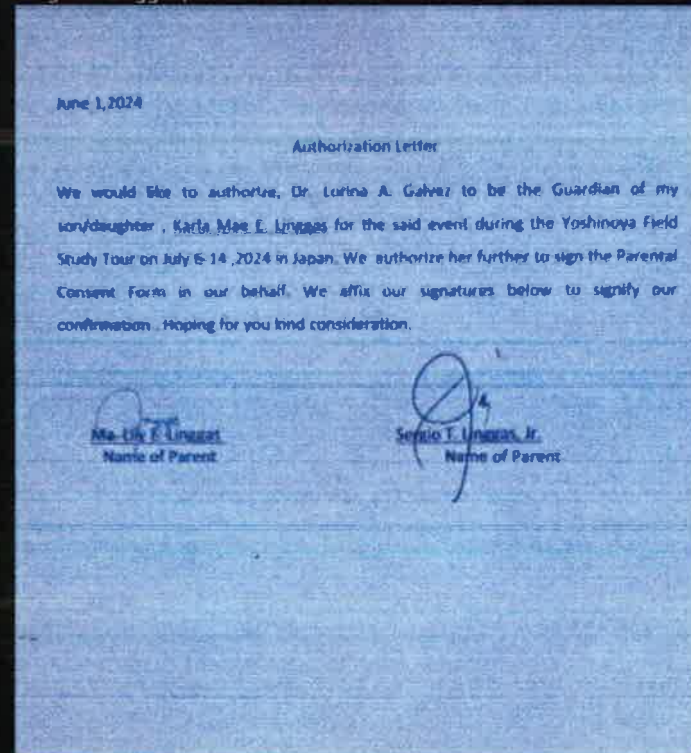 June 1,2024
Authorization Letter
We would like to authorize, Dr. Lorina A. Galvez to be the Guardian of my
son/daughter , Karla Mae E. Linggas for the said event during the Yoshinoya Field
Study Tour on July 6-14 ,2024 in Japan. We authorize her further to sign the Parental
Consent Form in our behalf. We affix our signatures below to signify our
confirmation . Hoping for you kind consideration.
Ma. Lily E. Linggas
Sergio T. Linggas, Jr.
Name of Parent
Name of Parent